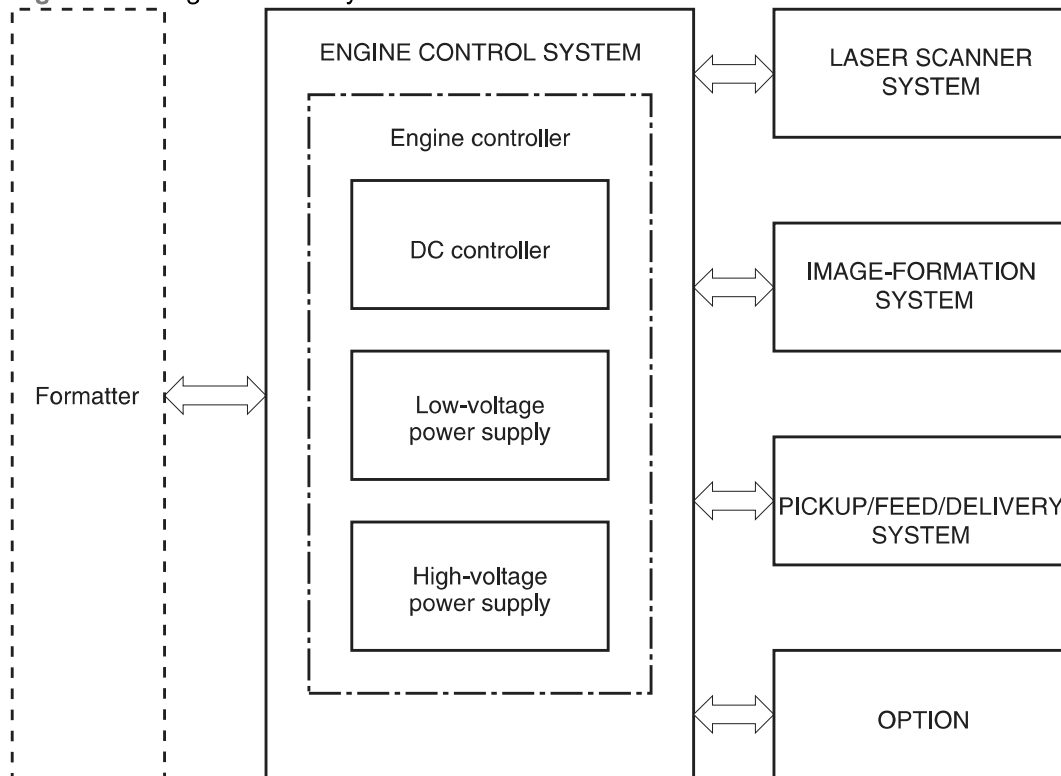 ENGINE CONTROL SYSTEM
Engine controller
DC controller
Low-voltage
power supply
High-voltage
power supply
Formatter
LASER SCANNER
SYSTEM
IMAGE-FORMATION
SYSTEM
PICKUP/FEED/DELIVERY
SYSTEM
OPTION